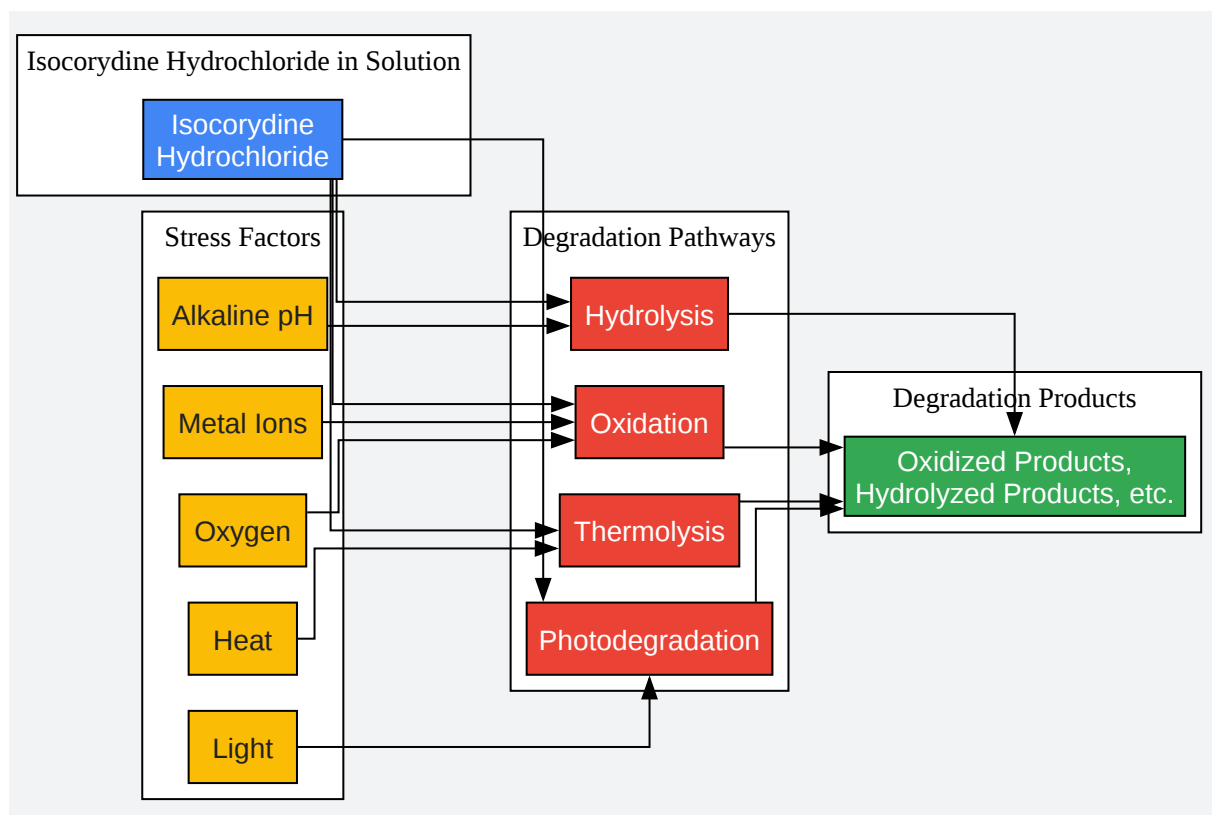 Isocorydine Hydrochloride in Solution
Isocorydine
Hydrochloride
Stress Factors
Alkaline pH
Metal Ions
Oxygen
Heat
Light
Degradation Pathways
Hydrolysis
Oxidation
Thermolysis
Photodegradation
Degradation Products
Oxidized Products,
Hydrolyzed Products, etc.